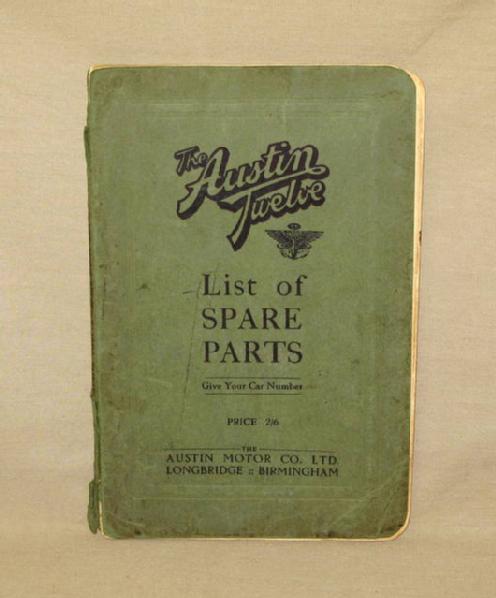 The Austin
Twelve
List of
SPARE
PARTS
Give Your Car Number
PRICE 2/6
THE
AUSTIN MOTOR CO. LTD.
LONGBRIDGE :: BIRMINGHAM